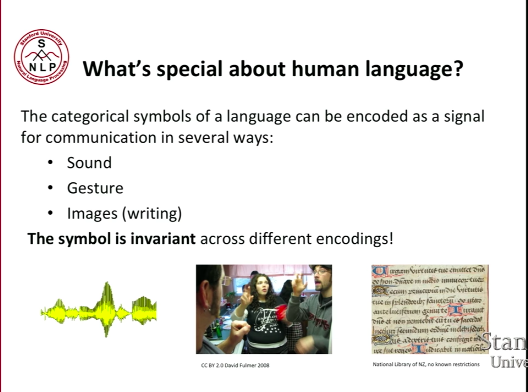 Stanford University
S
NLP
Natural Language Processing
What's special about human language?
The categorical symbols of a language can be encoded as a signal
for communication in several ways:
• Sound
• Gesture
• Images (writing)
The symbol is invariant across different encodings!
CC BY 2.0 David Fulmer 2008
National Library of NZ, no known restrictions
Stan
Unive